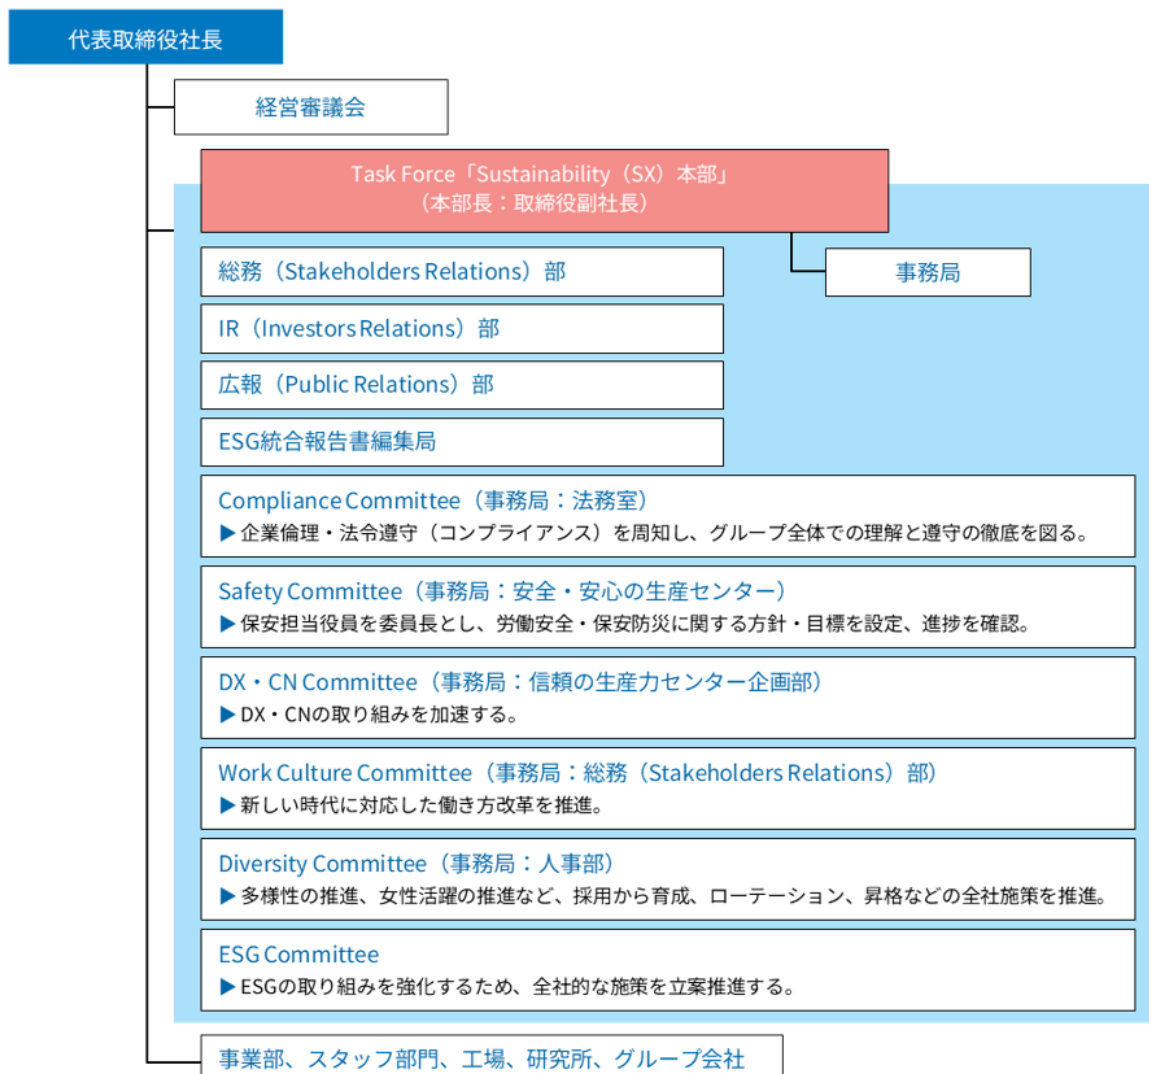 代表取締役社長
経営審議会
Task Force「Sustainability（SX）本部」
（本部長：取締役副社長）
事務局
総務（Stakeholders Relations）部
IR（Investors Relations）部
広報（Public Relations）部
ESG統合報告書編集局
Compliance Committee（事務局：法務室）
▶企業倫理・法令遵守（コンプライアンス）を周知し、グループ全体での理解と遵守の徹底を図る。
Safety Committee（事務局：安全・安心の生産センター）
▶保安担当役員を委員長とし、労働安全・保安防災に関する方針・目標を設定、進捗を確認。
DX・CN Committee（事務局：信頼の生産力センター企画部）
▶DX・CNの取り組みを加速する。
Work Culture Committee（事務局：総務（Stakeholders Relations）部）
▶新しい時代に対応した働き方改革を推進。
Diversity Committee（事務局：人事部）
▶多様性の推進、女性活躍の推進など、採用から育成、ローテーション、昇格などの全社施策を推進。
ESG Committee
▶ESGの取り組みを強化するため、全社的な施策を立案推進する。
事業部、スタッフ部門、工場、研究所、グループ会社